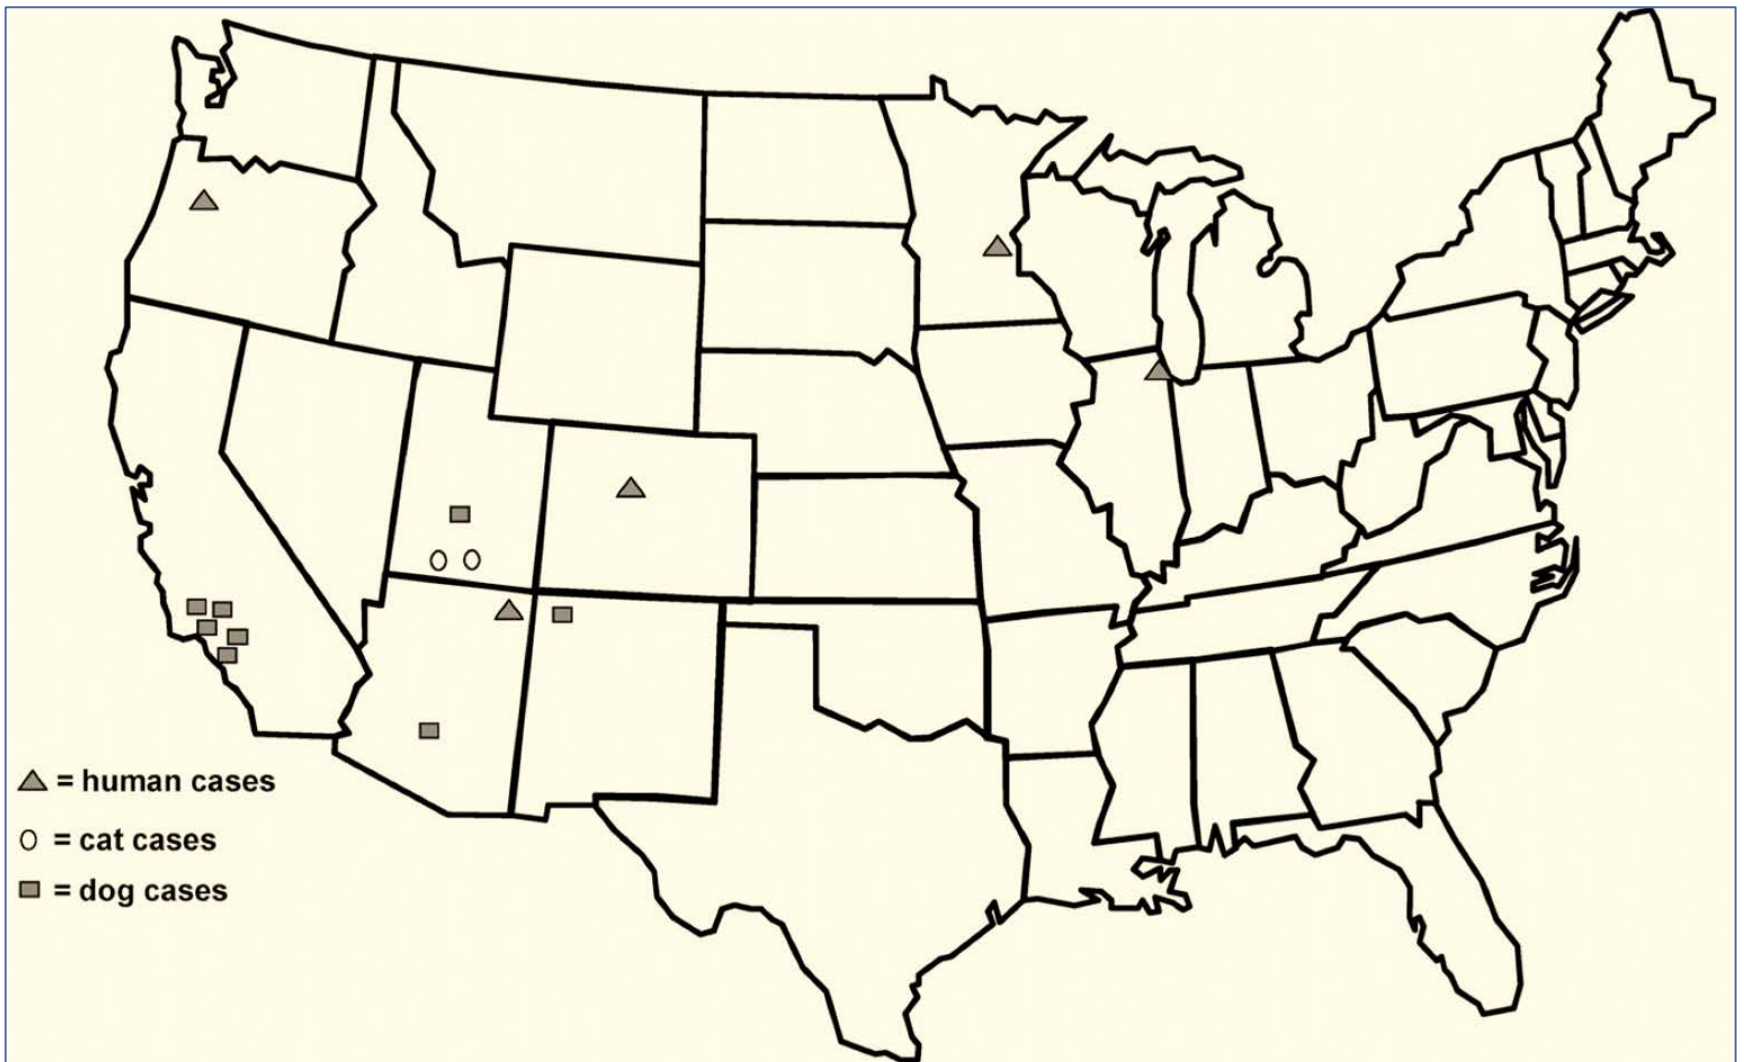 = human cases
= cat cases
= dog cases